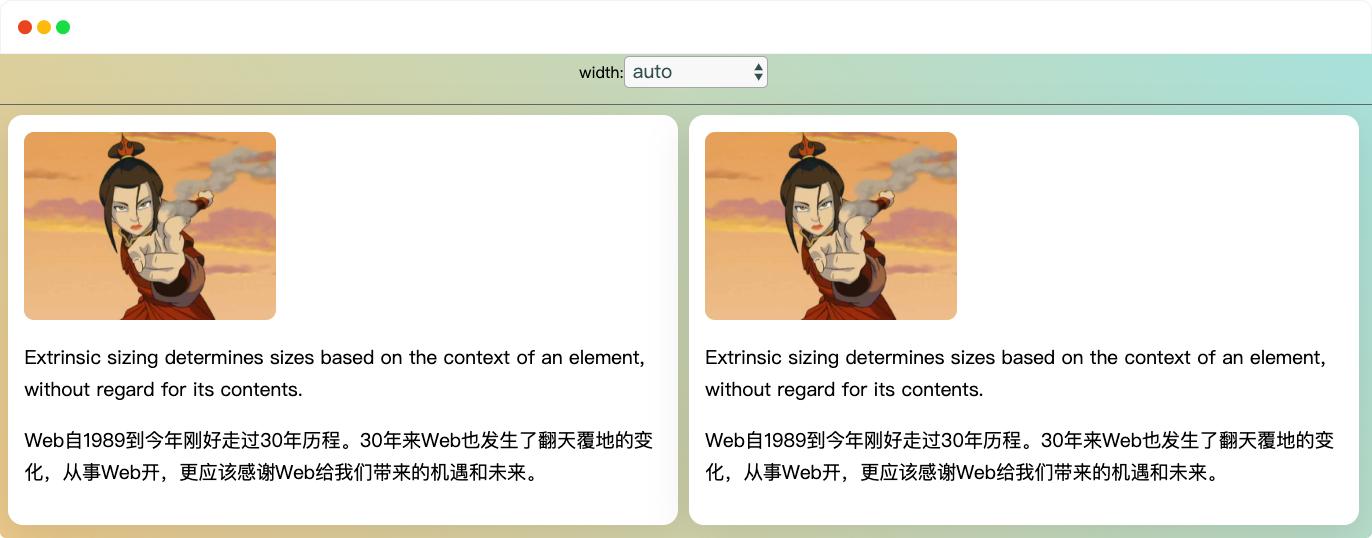 width: auto
Extrinsic sizing determines sizes based on the context of an element,
without regard for its contents.
Web自1989到今年刚好走过30年历程。30年来Web也发生了翻天覆地的变
化，从事Web开，更应该感谢Web给我们带来的机遇和未来。
Extrinsic sizing determines sizes based on the context of an element,
without regard for its contents.
Web自1989到今年刚好走过30年历程。30年来Web也发生了翻天覆地的变
化，从事Web开，更应该感谢Web给我们带来的机遇和未来。